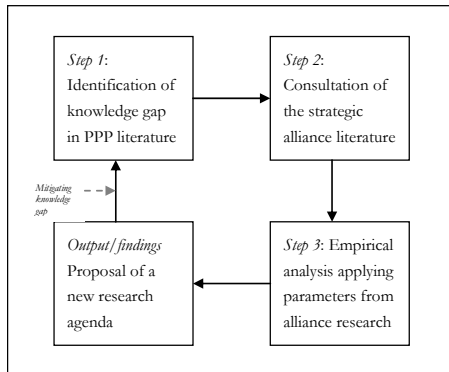 Step 1:
Identification of
knowledge gap
in PPP literature
Step 2:
Consultation of
the strategic
alliance literature
Mitigating
knowledge
gap
Output/findings
Proposal of a
new research
agenda
Step 3: Empirical
analysis applying
parameters from
alliance research